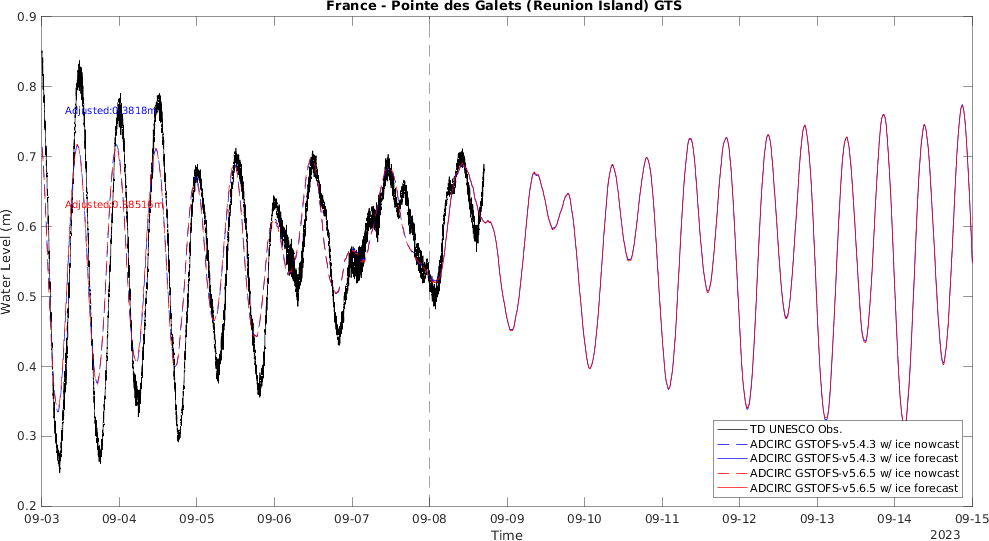 France - Pointe des Galets (Reunion Island) GTS
0.9
0.8
0.7
0.6
0.5
0.4
0.3
0.2
Water Level (m)
Adjusted:0.3818m
Adjusted:0.38516m
TD UNESCO Obs.
ADCIRC GSTOFS-v5.4.3 w/ ice nowcast
ADCIRC GSTOFS-v5.4.3 w/ ice forecast
ADCIRC GSTOFS-v5.6.5 w/ ice nowcast
ADCIRC GSTOFS-v5.6.5 w/ ice forecast
09-03 09-04 09-05 09-06 09-07 09-08 09-09 09-10 09-11 09-12 09-13 09-14 09-15
Time
2023